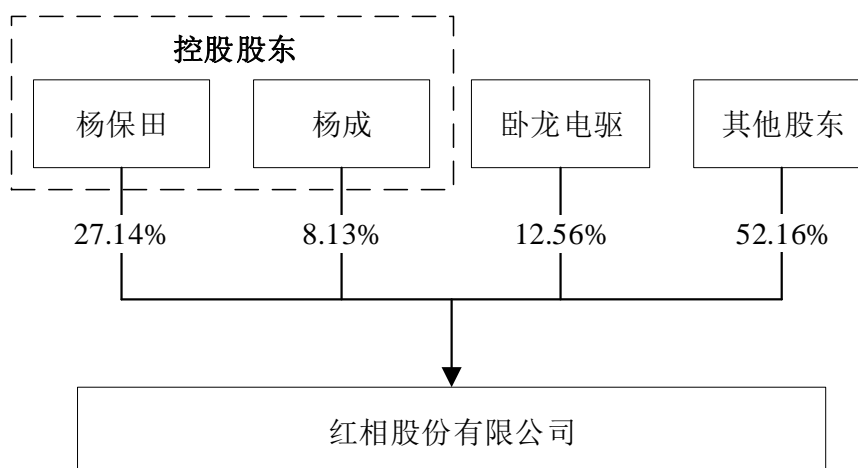 控股股东
杨保田
杨成
卧龙电驱
其他股东
27.14%
8.13%
12.56%
52.16%
红相股份有限公司